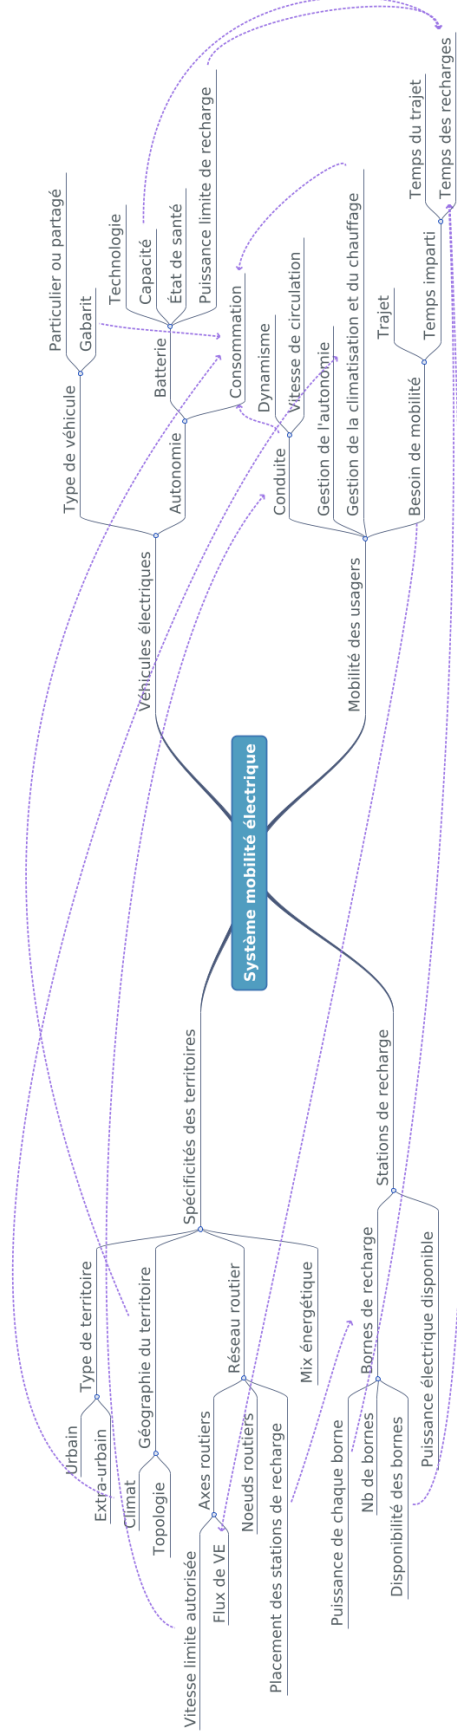 Système mobilité électrique
Véhicules électriques
Type de véhicule
Particulier ou partagé
Gabarit
Autonomie
Batterie
Technologie
Capacité
État de santé
Puissance limite de recharge
Consommation
Mobilité des usagers
Conduite
Dynamisme
Vitesse de circulation
Gestion de l'autonomie
Gestion de la climatisation et du chauffage
Besoin de mobilité
Trajet
Temps imparti
Temps du trajet
Temps des recharges
Spécificités des territoires
Type de territoire
Urbain
Extra-urbain
Géographie du territoire
Climat
Topologie
Réseau routier
Axes routiers
Vitesse limite autorisée
Flux de VE
Noeuds routiers
Placement des stations de recharge
Mix énergétique
Stations de recharge
Bornes de recharge
Puissance de chaque borne
Nb de bornes
Disponibilité des bornes
Puissance électrique disponible